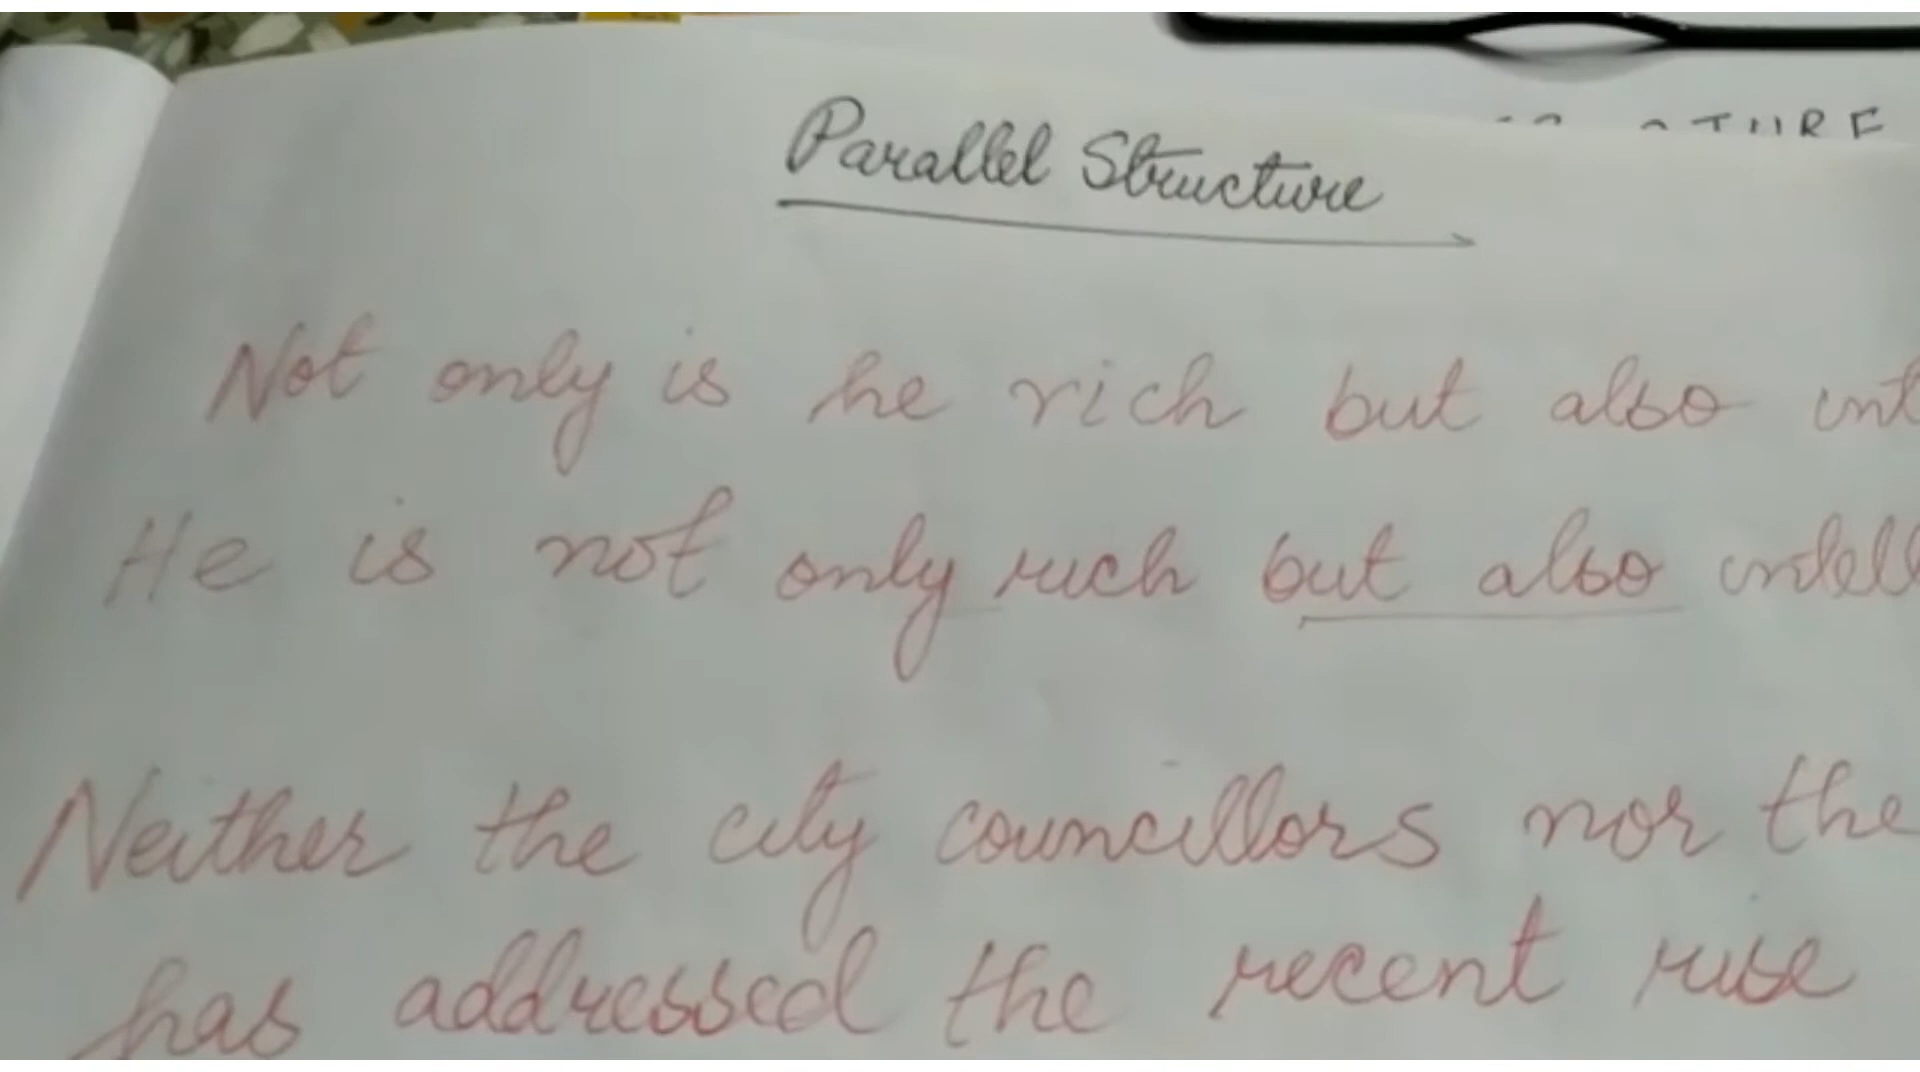 Parallel Structure
Not only is he rich but also
He is not only rich but also
Neither the city councillors nor the
has addressed the recent rise